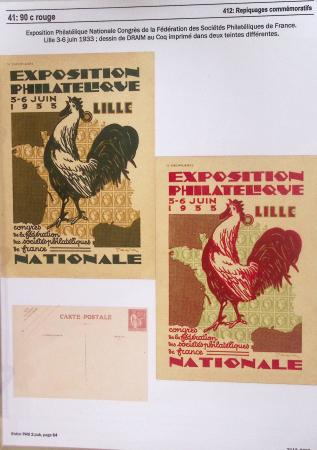 41: 90 c rouge
412: Repiquages commémoratifs
Exposition Philatélique Nationale Congrès de la Fédération des Sociétés Philatéliques de France.
Lille 3-6 juin 1933 ; dessin de DRAIM au Coq imprimé dans deux teintes différentes.
EXPOSITION
PHILATELIQUE
3-6 JUIN
1933 LILLE
congrès
de la fédération
des sociétés philatéliques
de france
NATIONALE
EXPOSITION
PHILATELIQUE
3-6 JUIN
1933 LILLE
congrès
de la fédération
des sociétés philatéliques
de france
NATIONALE
CARTE POSTALE